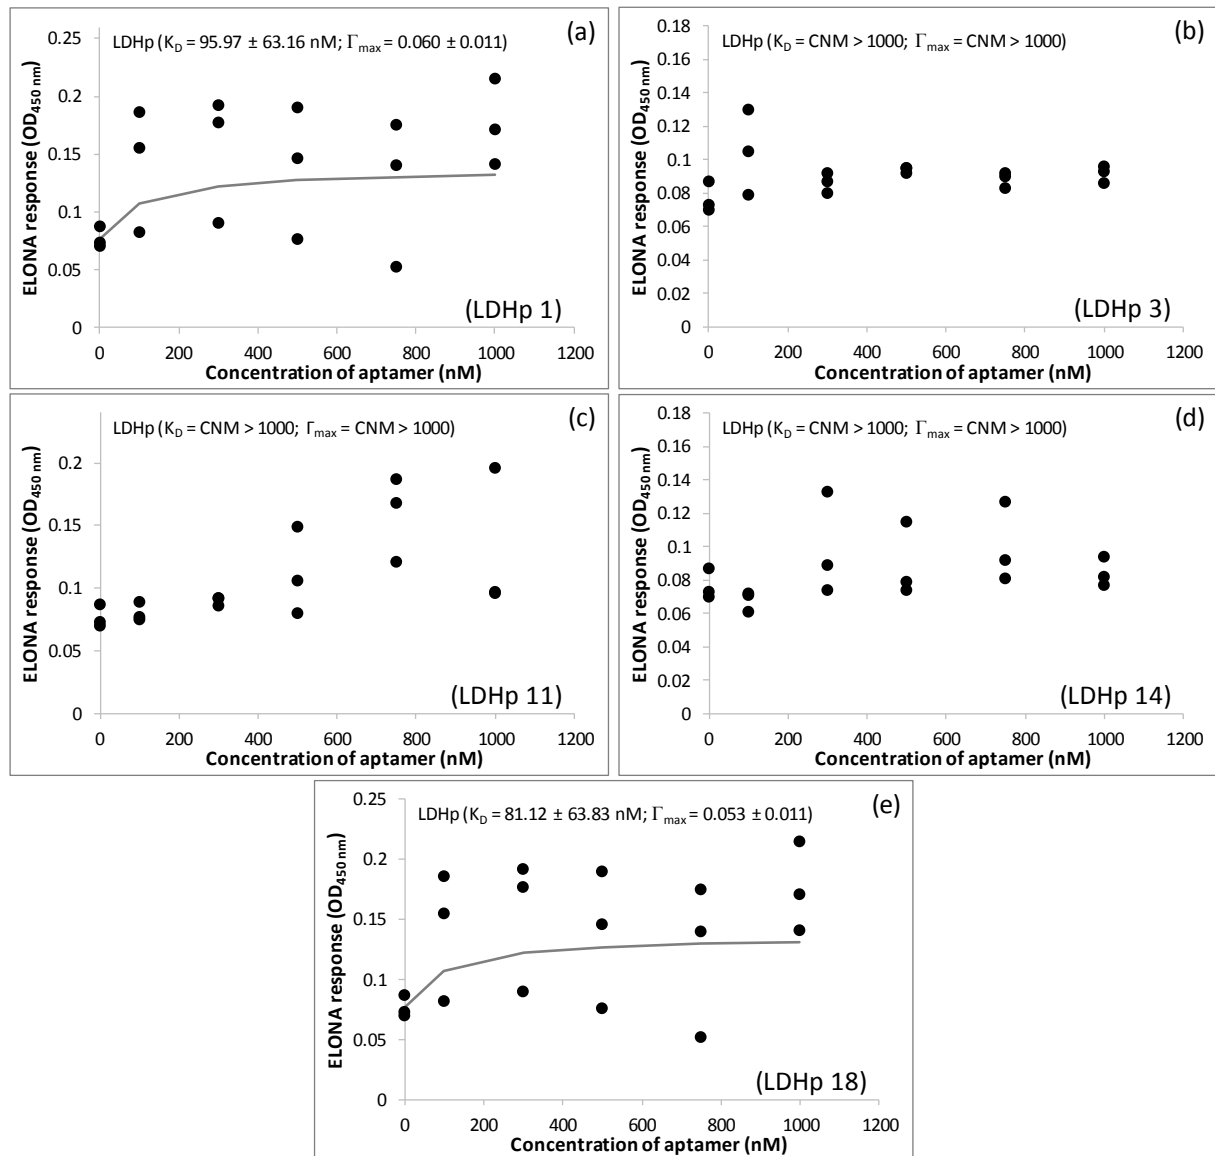 (a)
LDHp (K_D = 95.97 ± 63.16 nM; Γ_max = 0.060 ± 0.011)
ELONA response (OD_450 nm)
0.25
0.2
0.15
0.1
0.05
0
0 200 400 600 800 1000 1200
Concentration of aptamer (nM)
(LDHp 1)
(b)
LDHp (K_D = CNM > 1000; Γ_max = CNM > 1000)
ELONA response (OD_450 nm)
0.18
0.16
0.14
0.12
0.1
0.08
0.06
0.04
0.02
0
0 200 400 600 800 1000 1200
Concentration of aptamer (nM)
(LDHp 3)
(c)
LDHp (K_D = CNM > 1000; Γ_max = CNM > 1000)
ELONA response (OD_450 nm)
0.2
0.15
0.1
0.05
0
0 200 400 600 800 1000 1200
Concentration of aptamer (nM)
(LDHp 11)
(d)
LDHp (K_D = CNM > 1000; Γ_max = CNM > 1000)
ELONA response (OD_450 nm)
0.18
0.16
0.14
0.12
0.1
0.08
0.06
0.04
0.02
0
0 200 400 600 800 1000 1200
Concentration of aptamer (nM)
(LDHp 14)
(e)
LDHp (K_D = 81.12 ± 63.83 nM; Γ_max = 0.053 ± 0.011)
ELONA response (OD_450 nm)
0.25
0.2
0.15
0.1
0.05
0
0 200 400 600 800 1000 1200
Concentration of aptamer (nM)
(LDHp 18)